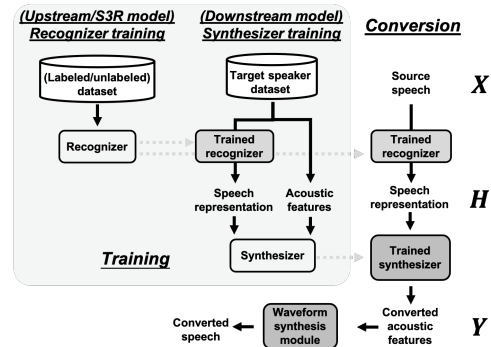 (Upstream/S3R model)
Recognizer training
(Downstream model)
Synthesizer training
Conversion
(Labeled/unlabeled)
dataset
Target speaker
dataset
Source
speech
X
Recognizer
Trained
recognizer
Trained
recognizer
Speech
representation
Acoustic
features
Speech
representation
H
Training
Synthesizer
Trained
synthesizer
Converted
speech
Waveform
synthesis
module
Converted
acoustic
features
Y